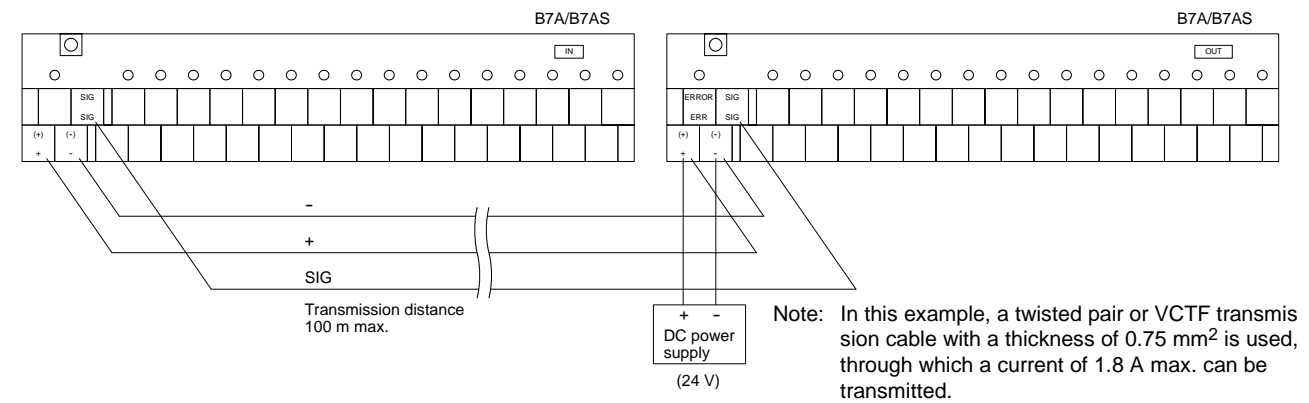 B7A/B7AS
B7A/B7AS
IN
OUT
SIG
ERROR SIG
SIG
ERR SIG
(+) (-)
(+) (-)
+ -
+ -
-
+
SIG
Transmission distance
100 m max.
+ -
DC power
supply
(24 V)
Note: In this example, a twisted pair or VCTF transmis
sion cable with a thickness of 0.75 mm2 is used,
through which a current of 1.8 A max. can be
transmitted.